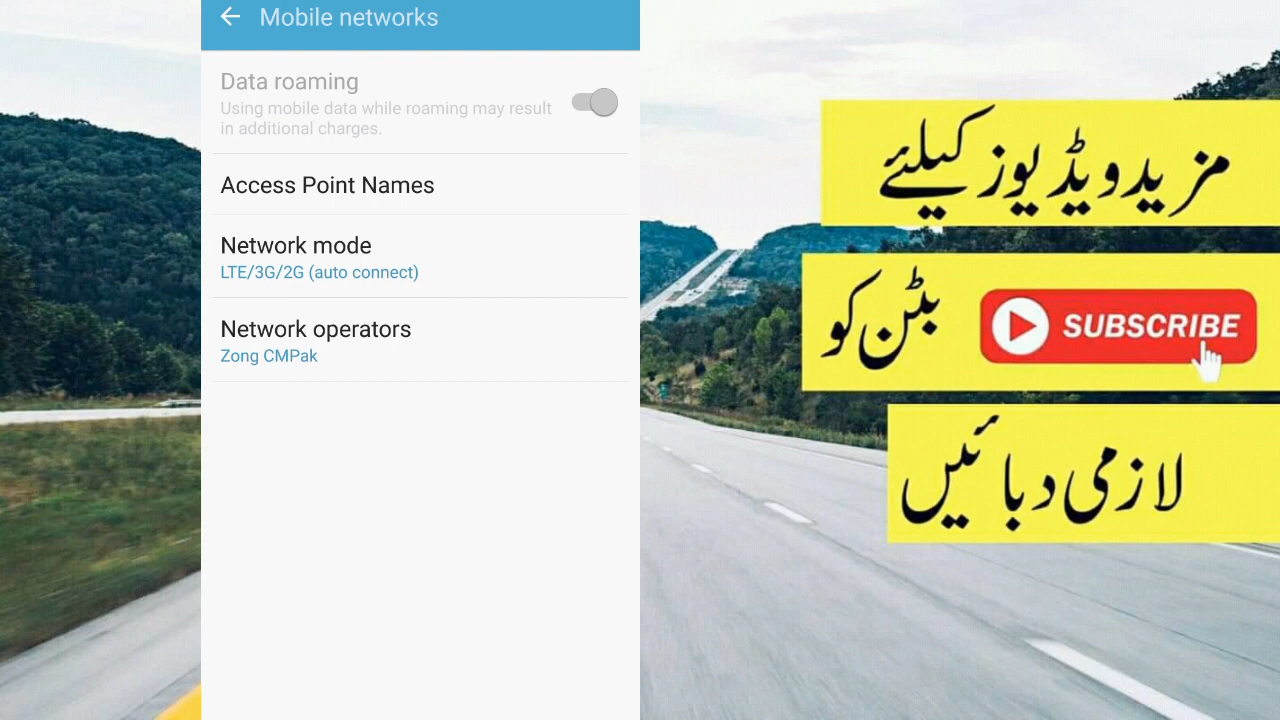 Mobile networks
Data roaming
Using mobile data while roaming may result
in additional charges.
Access Point Names
Network mode
LTE/3G/2G (auto connect)
Network operators
Zong CMPak
مزید ویڈیوز کیلئے
SUBSCRIBE بٹن کو
لازمی دبائیں